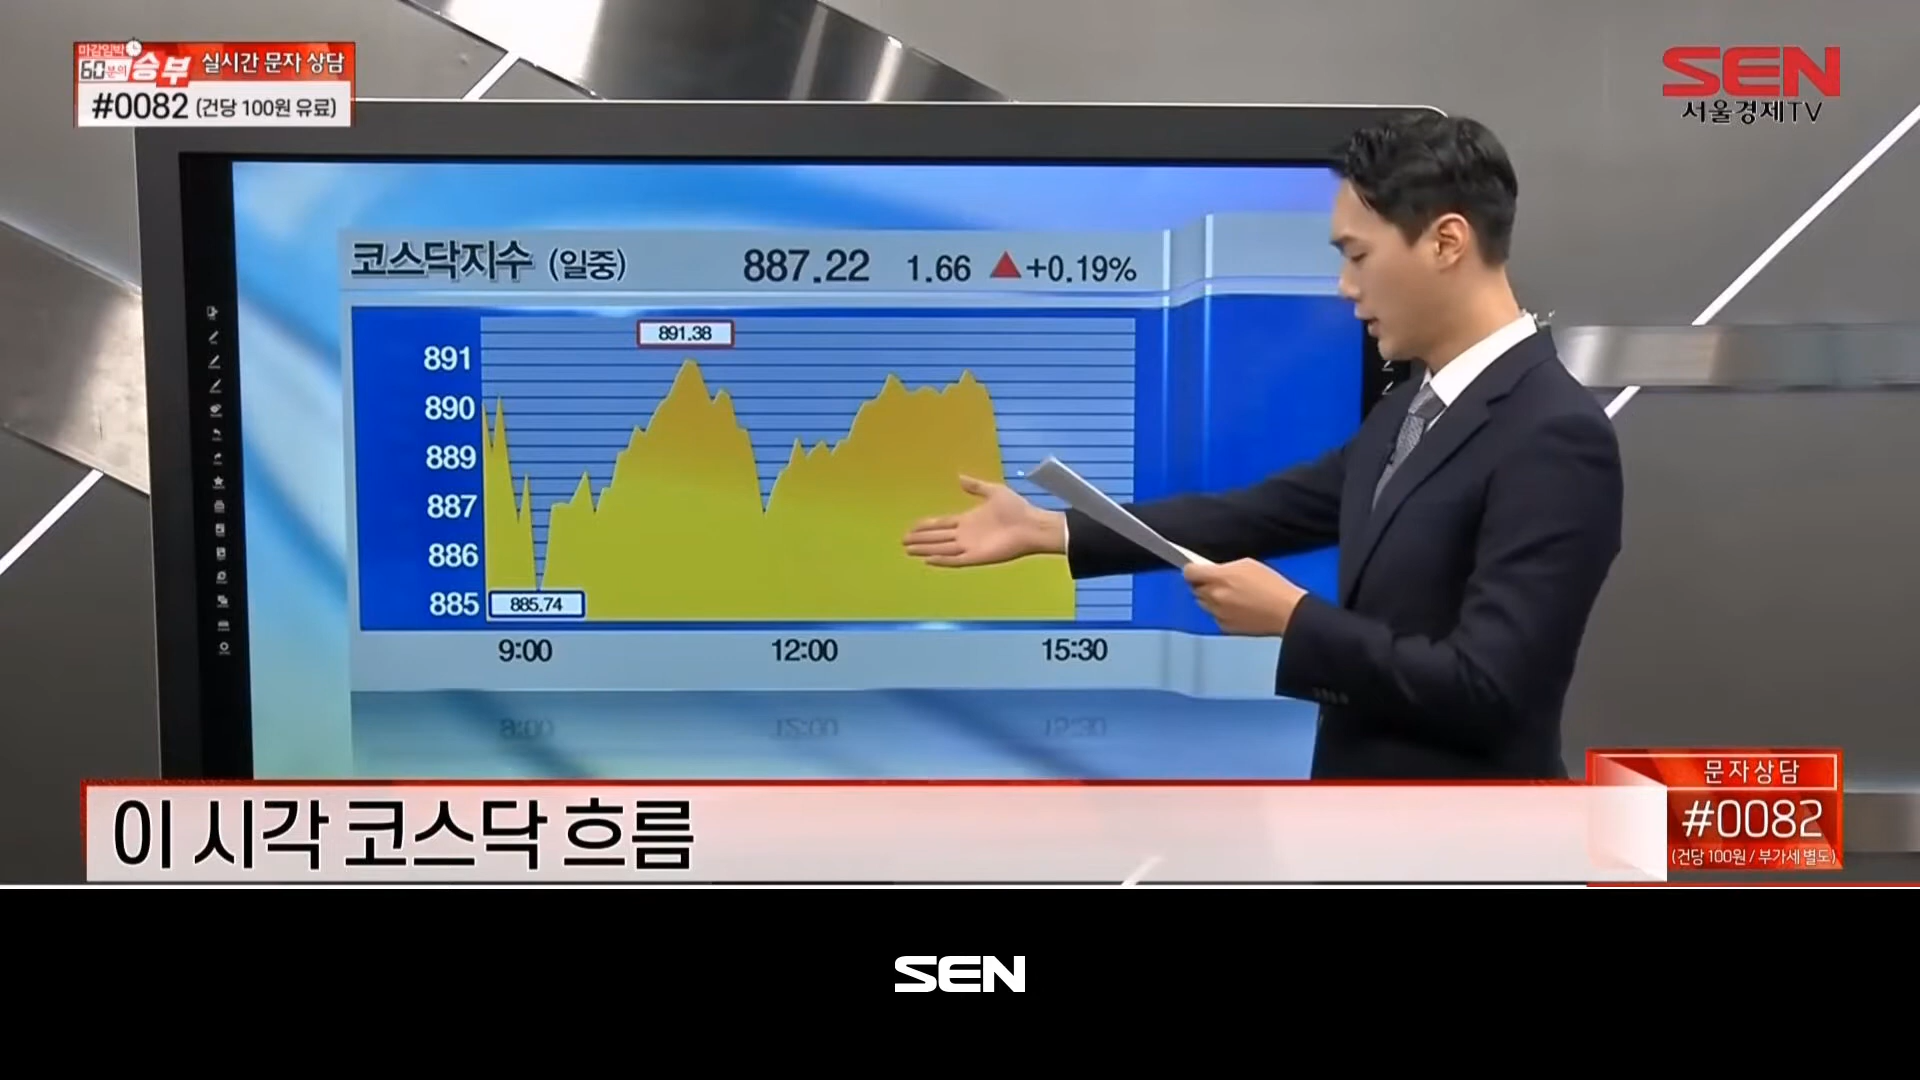 마감임박
60분의 승부 실시간 문자 상담
#0082 (건당 100원 유료)
SEN
서울경제TV
코스닥지수 (일중) 887.22 1.66 ▲+0.19%
891.38
891
890
889
887
886
885
885.74
9:00 12:00 15:30
이 시각 코스닥 흐름
문자상담
#0082
(건당 100원 / 부가세 별도)
SEN